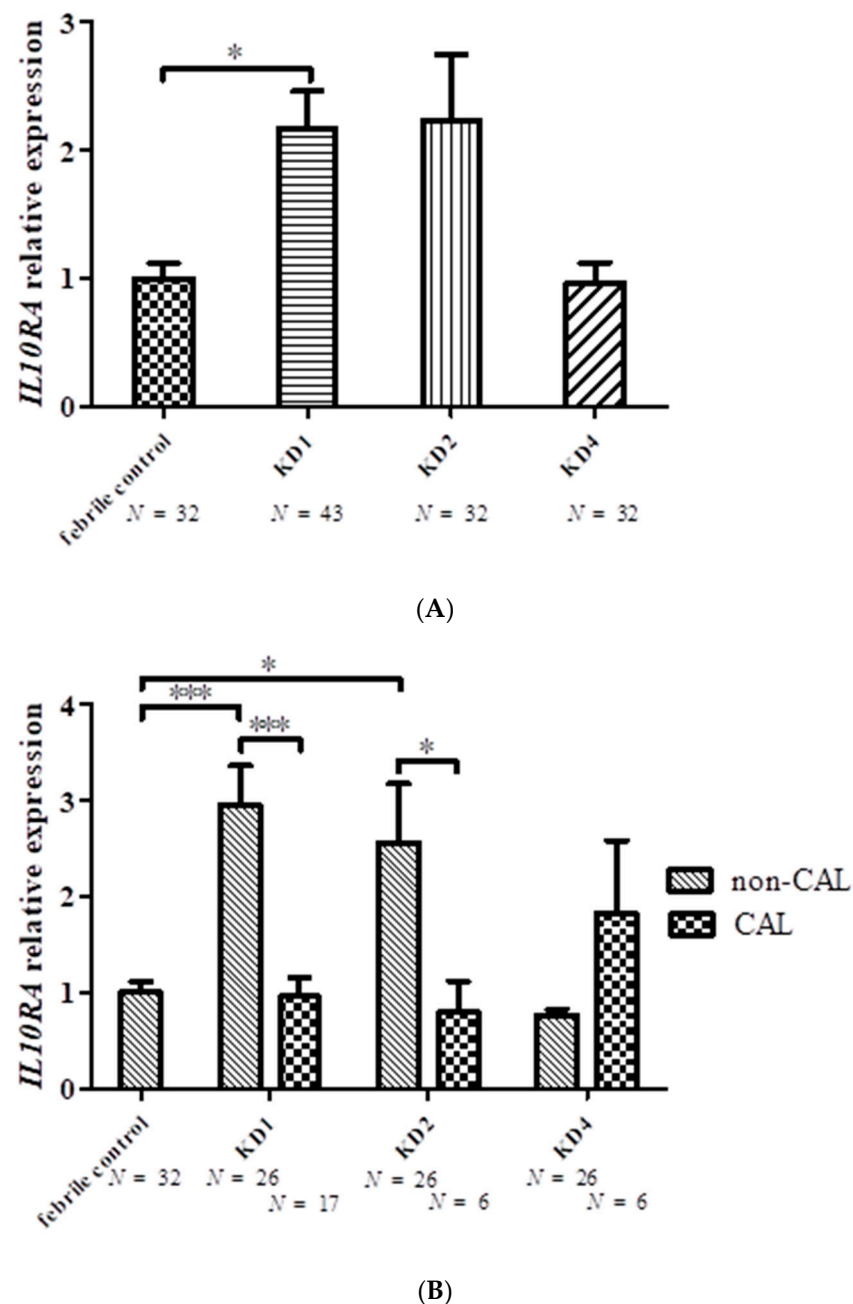 3
2
1
0
IL10RA relative expression
*
febrile control
KD1
KD2
KD4
N = 32
N = 43
N = 32
N = 32
(A)
4
3
2
1
0
IL10RA relative expression
*
***
***
*
non-CAL
CAL
febrile control
KD1
KD2
KD4
N = 32
N = 26
N = 26
N = 26
N = 17
N = 6
N = 6
(B)